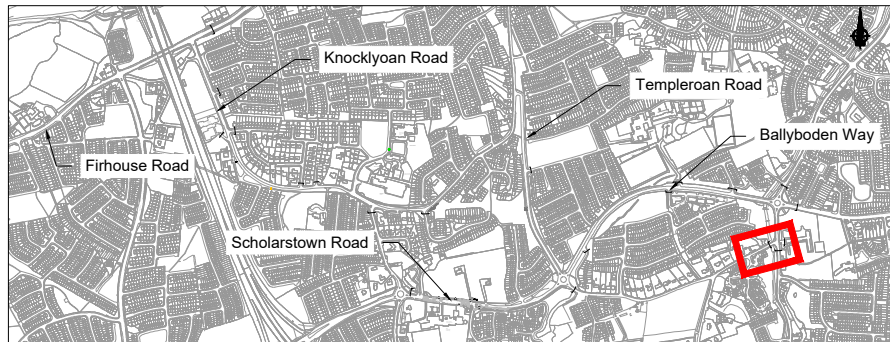 Knocklyoan Road
Templeroan Road
Ballyboden Way
Firhouse Road
Scholarstown Road